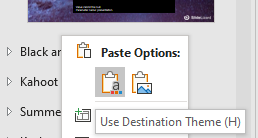 Black an
Paste Options:
Kahoot
a
Summe
Use Destination Theme (H)